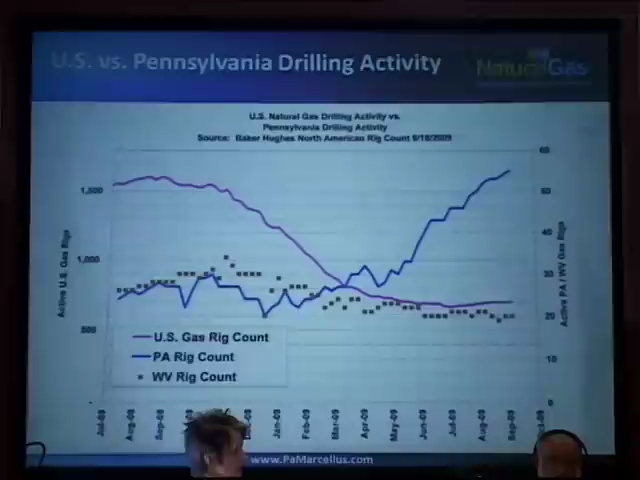 U.S. vs. Pennsylvania Drilling Activity
NaturalGas
U.S. Natural Gas Drilling Activity vs.
Pennsylvania Drilling Activity
Source: Baker Hughes North American Rig Count 9/18/2009
Active U.S. Gas Rigs
1,500
1,000
500
-
60
50
40
30
20
10
0
Active PA / WV Gas Rigs
U.S. Gas Rig Count
PA Rig Count
WV Rig Count
Jul-08
Aug-08
Sep-08
Jan-09
Feb-09
Mar-09
Apr-09
May-09
Jun-09
Jul-09
Aug-09
Sep-09
www.PaMarcellus.com